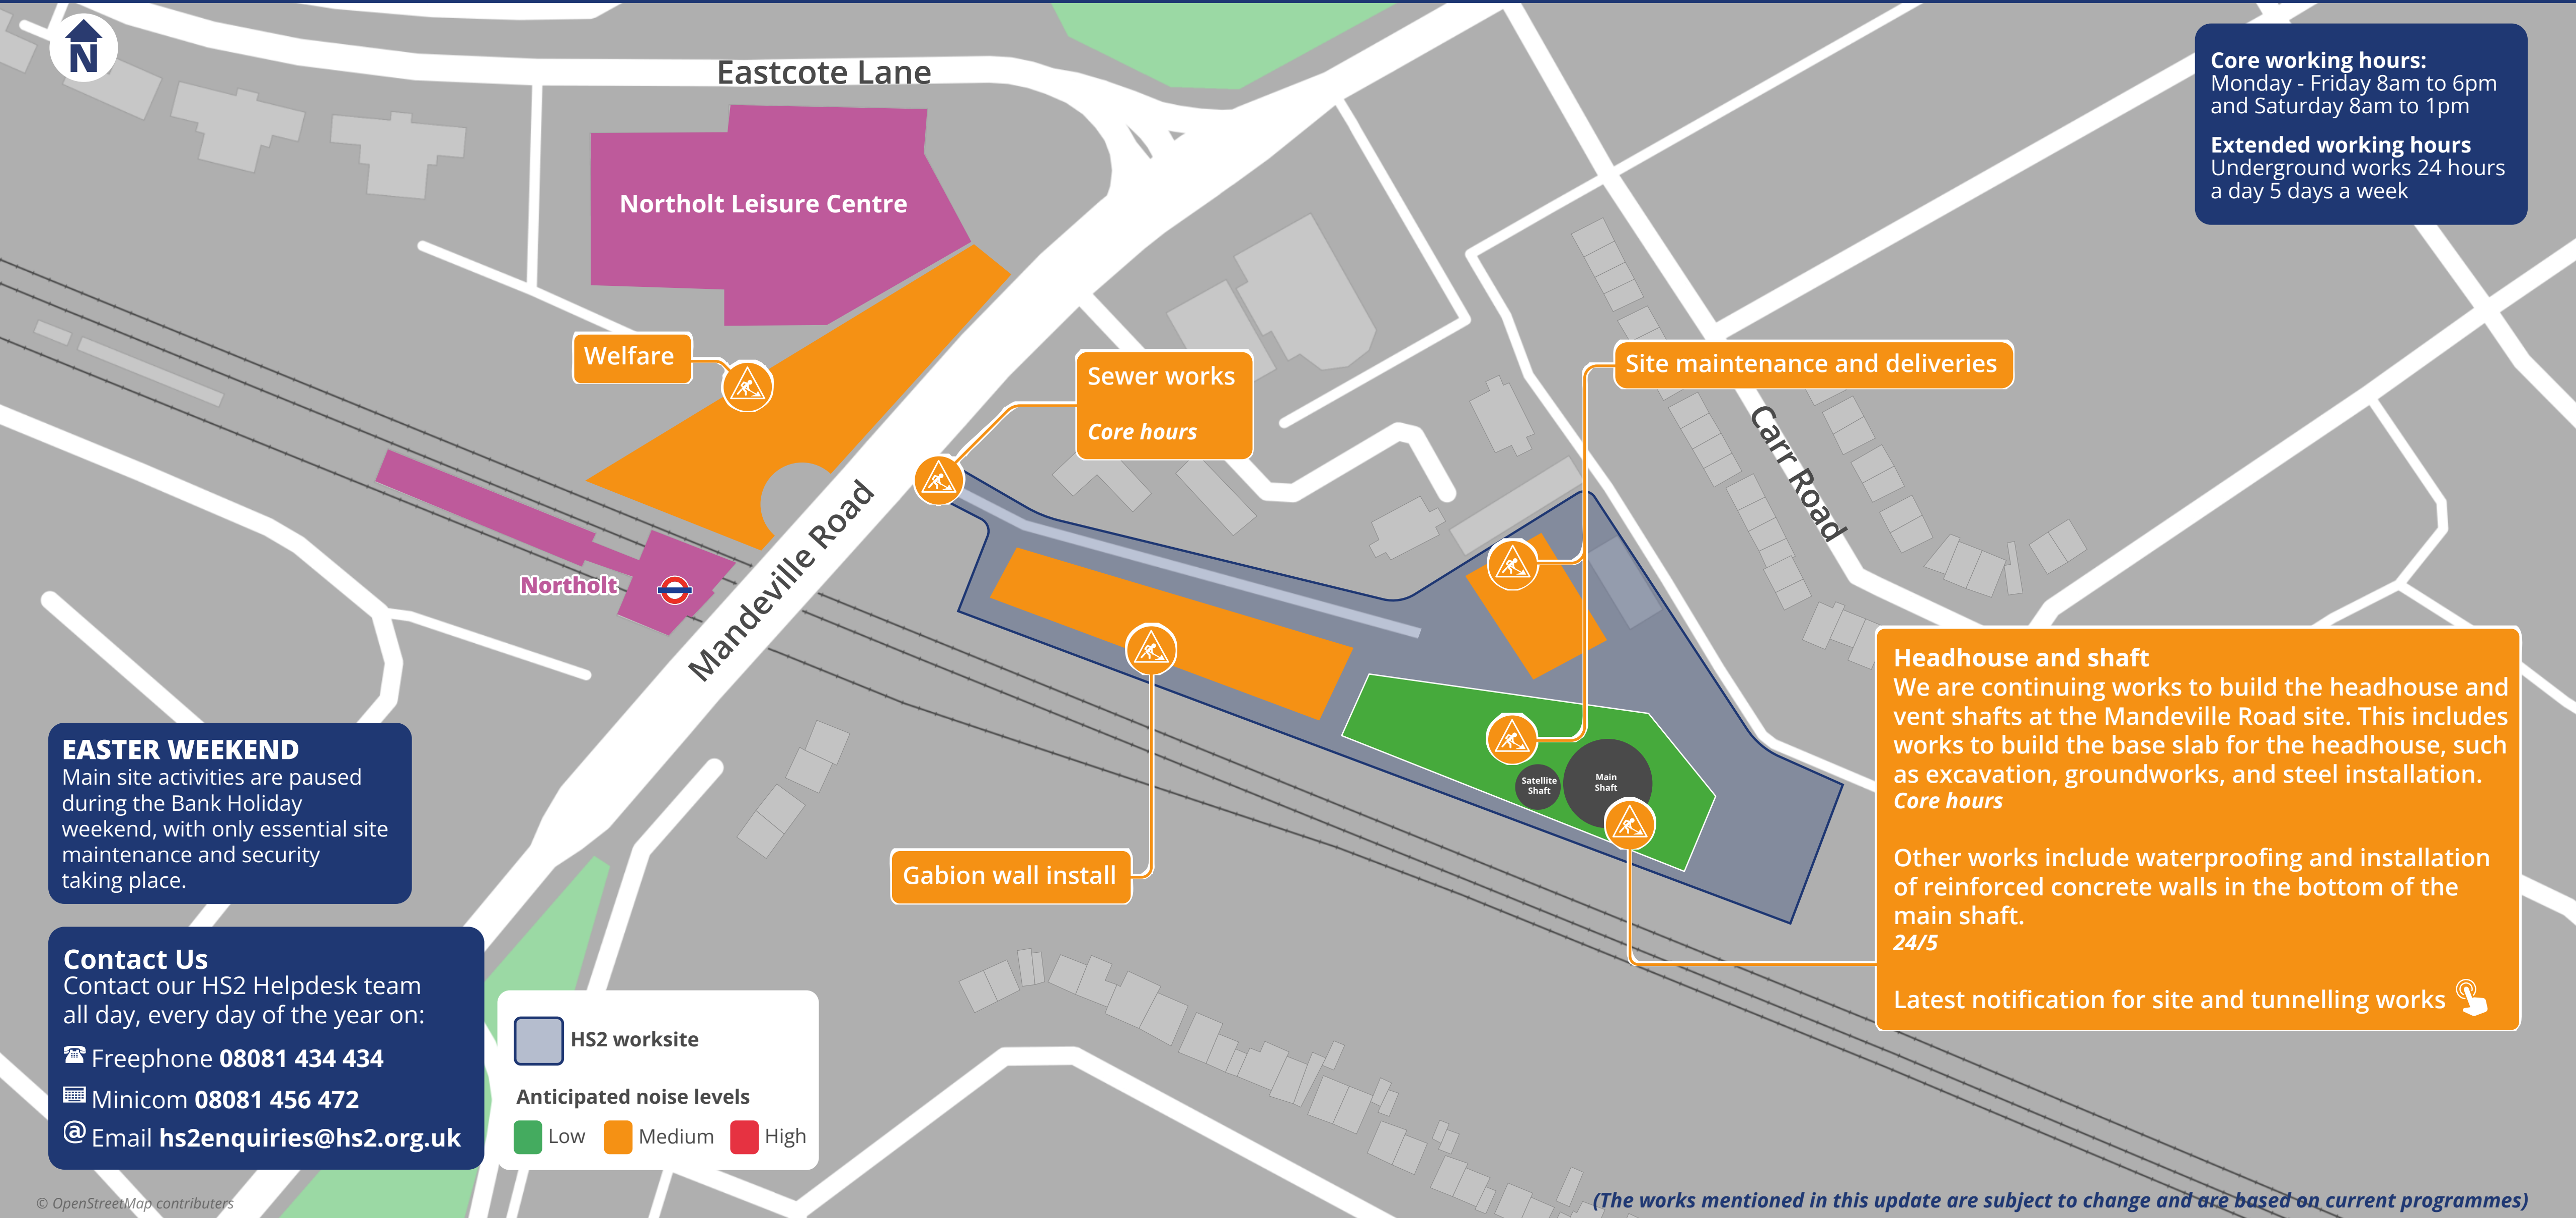 N
Eastcote Lane
Core working hours:
Monday - Friday 8am to 6pm
and Saturday 8am to 1pm
Extended working hours
Underground works 24 hours
a day 5 days a week
Northolt Leisure Centre
Welfare
Sewer works
Core hours
Site maintenance and deliveries
Carr Road
Mandeville Road
Northolt
Headhouse and shaft
We are continuing works to build the headhouse and
vent shafts at the Mandeville Road site. This includes
works to build the base slab for the headhouse, such
as excavation, groundworks, and steel installation.
Core hours
Other works include waterproofing and installation
of reinforced concrete walls in the bottom of the
main shaft.
24/5
Latest notification for site and tunnelling works
Satellite
Shaft
Main
Shaft
Gabion wall install
EASTER WEEKEND
Main site activities are paused
during the Bank Holiday
weekend, with only essential site
maintenance and security
taking place.
Contact Us
Contact our HS2 Helpdesk team
all day, every day of the year on:
Freephone 08081 434 434
Minicom 08081 456 472
@ Email hs2enquiries@hs2.org.uk
HS2 worksite
Anticipated noise levels
Low Medium High
© OpenStreetMap contributers
(The works mentioned in this update are subject to change and are based on current programmes)